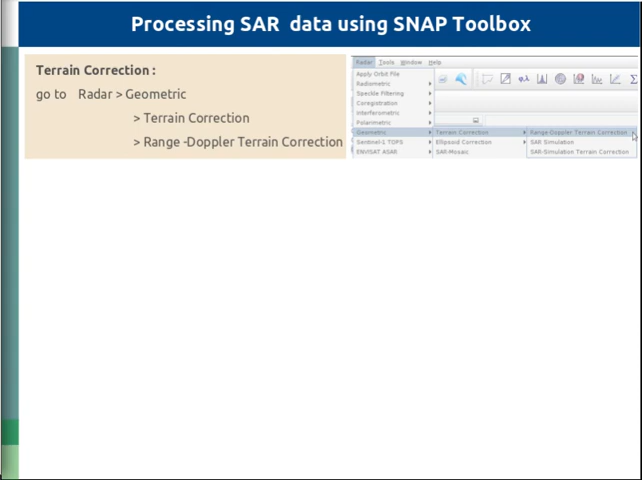 Processing SAR data using SNAP Toolbox
Terrain Correction :
go to Radar > Geometric
> Terrain Correction
> Range -Doppler Terrain Correction
Radar Tools Window Help
Apply Orbit File
Radiometric
Speckle Filtering
Coregistration
Interferometric
Polarimetric
Geometric Terrain Correction Range-Doppler Terrain Correction
Sentinel-1 TOPS Ellipsoid Correction SAR Simulation
ENVISAT ASAR SAR-Mosaic SAR-Simulation Terrain Correction